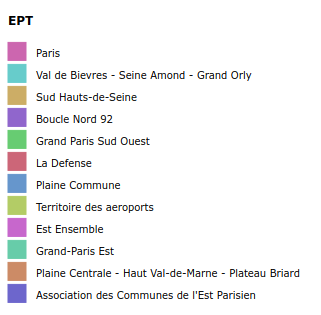 EPT
Paris
Val de Bievres - Seine Amond - Grand Orly
Sud Hauts-de-Seine
Boucle Nord 92
Grand Paris Sud Ouest
La Defense
Plaine Commune
Territoire des aeroports
Est Ensemble
Grand-Paris Est
Plaine Centrale - Haut Val-de-Marne - Plateau Briard
Association des Communes de l'Est Parisien